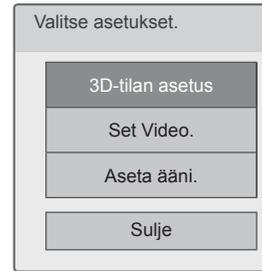 Valitse asetukset.
3D-tilan asetus
Set Video.
Aseta ääni.
Sulje